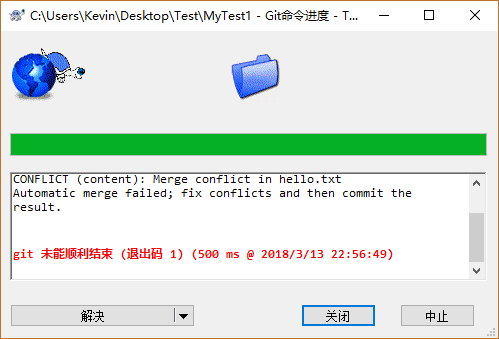 C:\Users\Kevin\Desktop\Test\MyTest1 - Git命令进度 - T...
CONFLICT (content): Merge conflict in hello.txt
Automatic merge failed; fix conflicts and then commit the
result.
git 未能顺利结束 (退出码 1) (500 ms @ 2018/3/13 22:56:49)
解决
关闭
中止